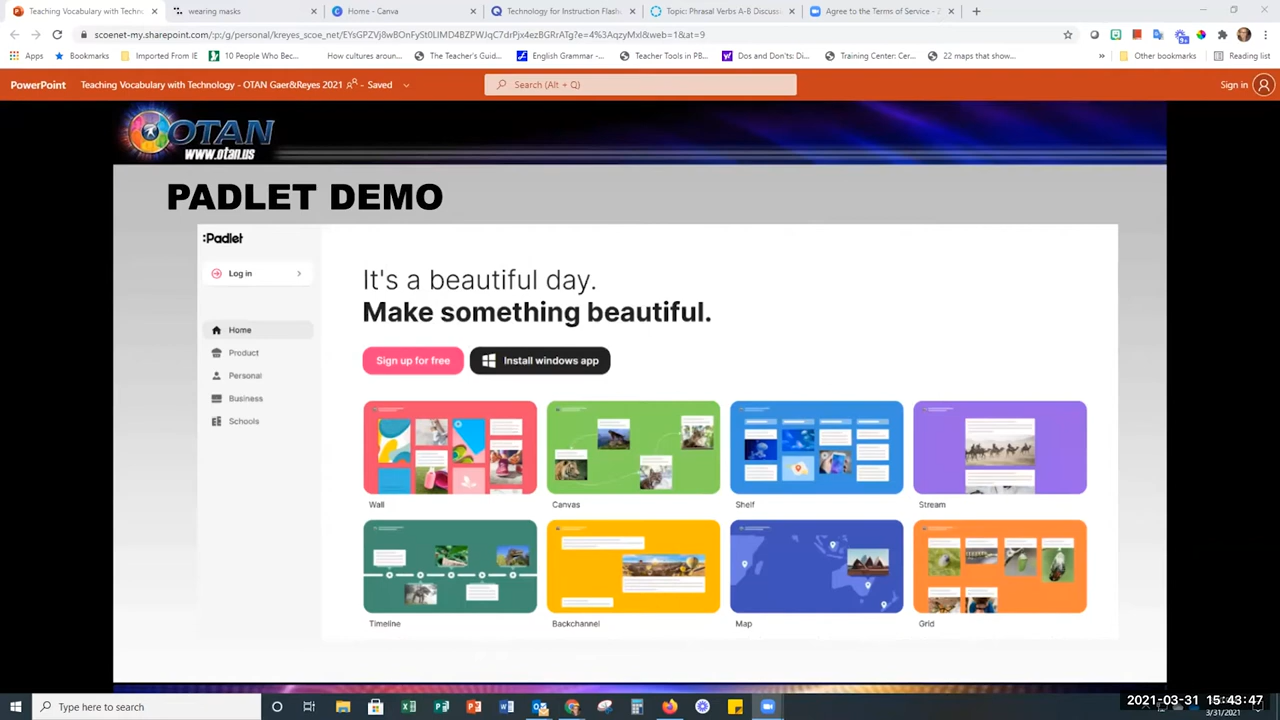 Teaching Vocabulary with Techno
wearing masks
Home - Canva
Technology for Instruction Flash
Topic: Phrasal Verbs A-B Discuss
Agree to the Terms of Service - Z
scoenet-my.sharepoint.com/:p:/g/personal/kreyes_scoe_net/EYsGPZVj8wBOnFySt0LIMD48ZPWJqC7drPjx4ezBGRrATg?e=4%3AqzyMxl&web=1&at=9
Apps
Bookmarks
Imported From IE
10 People Who Bec...
How cultures aroun...
The Teacher's Guid...
English Grammar -...
Teacher Tools in PB...
Dos and Don'ts: Di...
Training Center: Cer...
22 maps that show...
»
Other bookmarks
Reading list
PowerPoint
Teaching Vocabulary with Technology - OTAN Gaer&Reyes 2021 - Saved
Search (Alt + Q)
Sign in
OTAN
www.otan.us
PADLET DEMO
:Padlet
Log in
Home
Product
Personal
Business
Schools
It's a beautiful day.
Make something beautiful.
Sign up for free
Install windows app
Wall
Canvas
Shelf
Stream
Timeline
Backchannel
Map
Grid
Type here to search
2021-03-31 15:43:47
3/31/2021